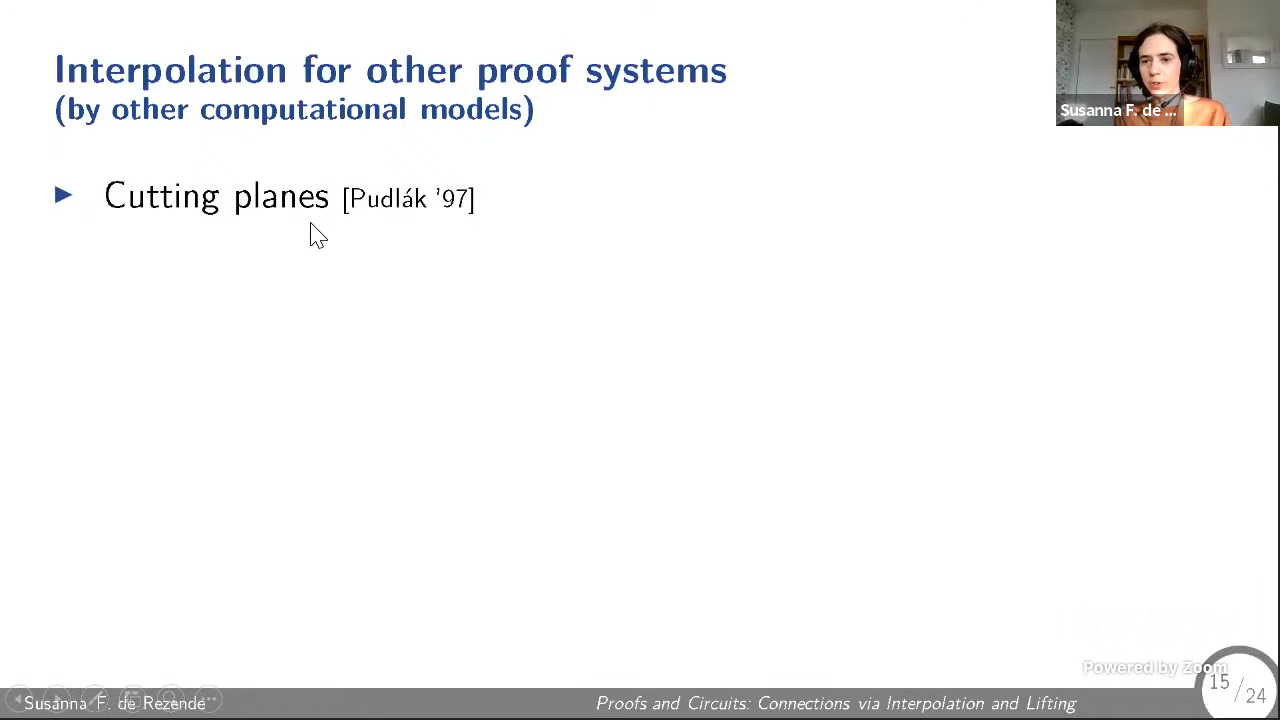 Interpolation for other proof systems
(by other computational models)
Susanna F. de ...
▶ Cutting planes [Pudlák '97]
Powered by Zoom
Susanna F. de Rezende
Proofs and Circuits: Connections via Interpolation and Lifting
15/24